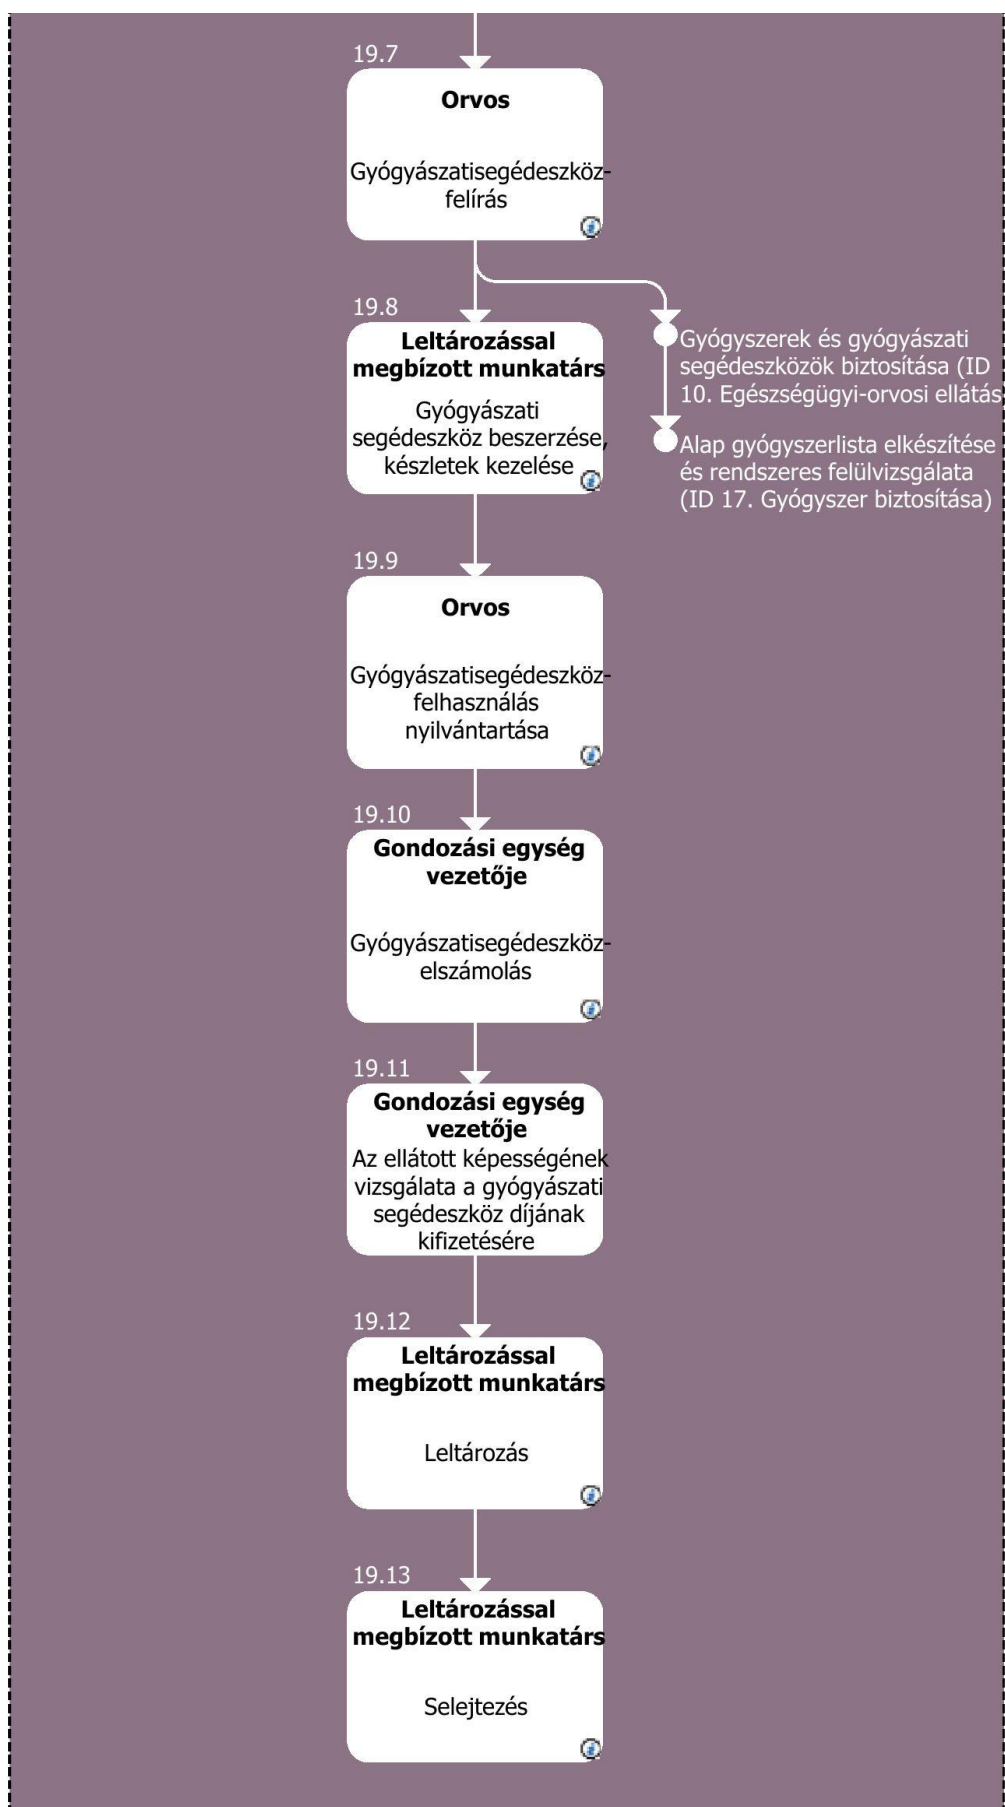 19.7
Orvos
Gyógyászatisegédeszköz-
felírás
19.8
Leltározással
megbízott munkatárs
Gyógyászati
segédeszköz beszerzése,
készletek kezelése
Gyógyszerek és gyógyászati
segédeszközök biztosítása (ID
10. Egészségügyi-orvosi ellátás
Alap gyógyszerlista elkészítése
és rendszeres felülvizsgálata
(ID 17. Gyógyszer biztosítása)
19.9
Orvos
Gyógyászatisegédeszköz-
felhasználás
nyilvántartása
19.10
Gondozási egység
vezetője
Gyógyászatisegédeszköz-
elszámolás
19.11
Gondozási egység
vezetője
Az ellátott képességének
vizsgálata a gyógyászati
segédeszköz díjának
kifizetésére
19.12
Leltározással
megbízott munkatárs
Leltározás
19.13
Leltározással
megbízott munkatárs
Selejtezés